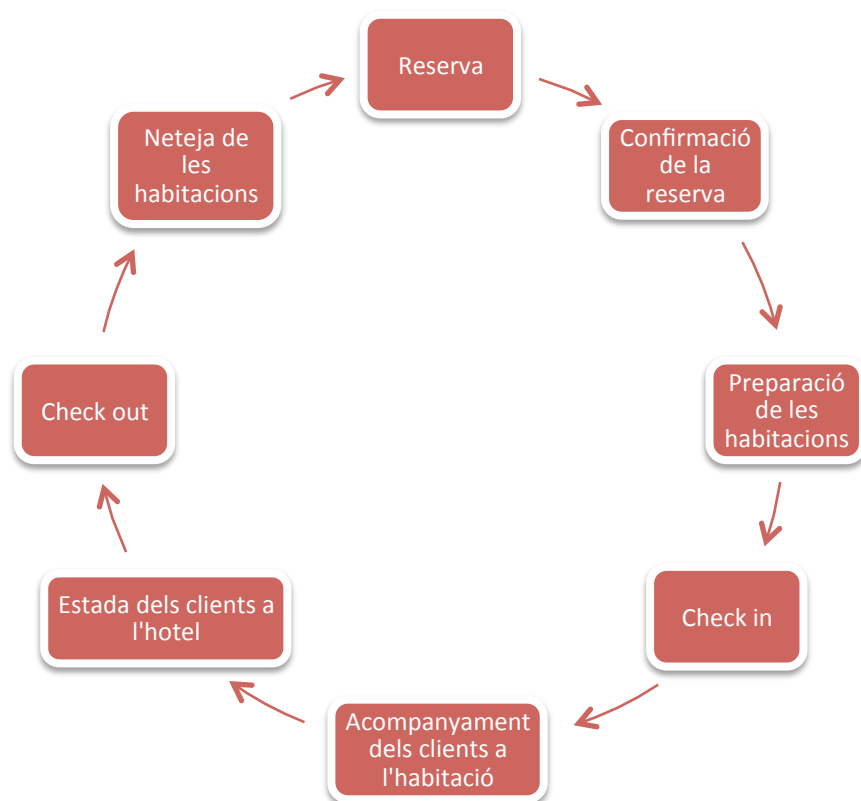 Reserva
Confirmació
de la
reserva
Preparació
de les
habitacions
Check in
Acompanyament
dels clients a
l'habitació
Estada dels clients a
l'hotel
Check out
Neteja de
les
habitacions